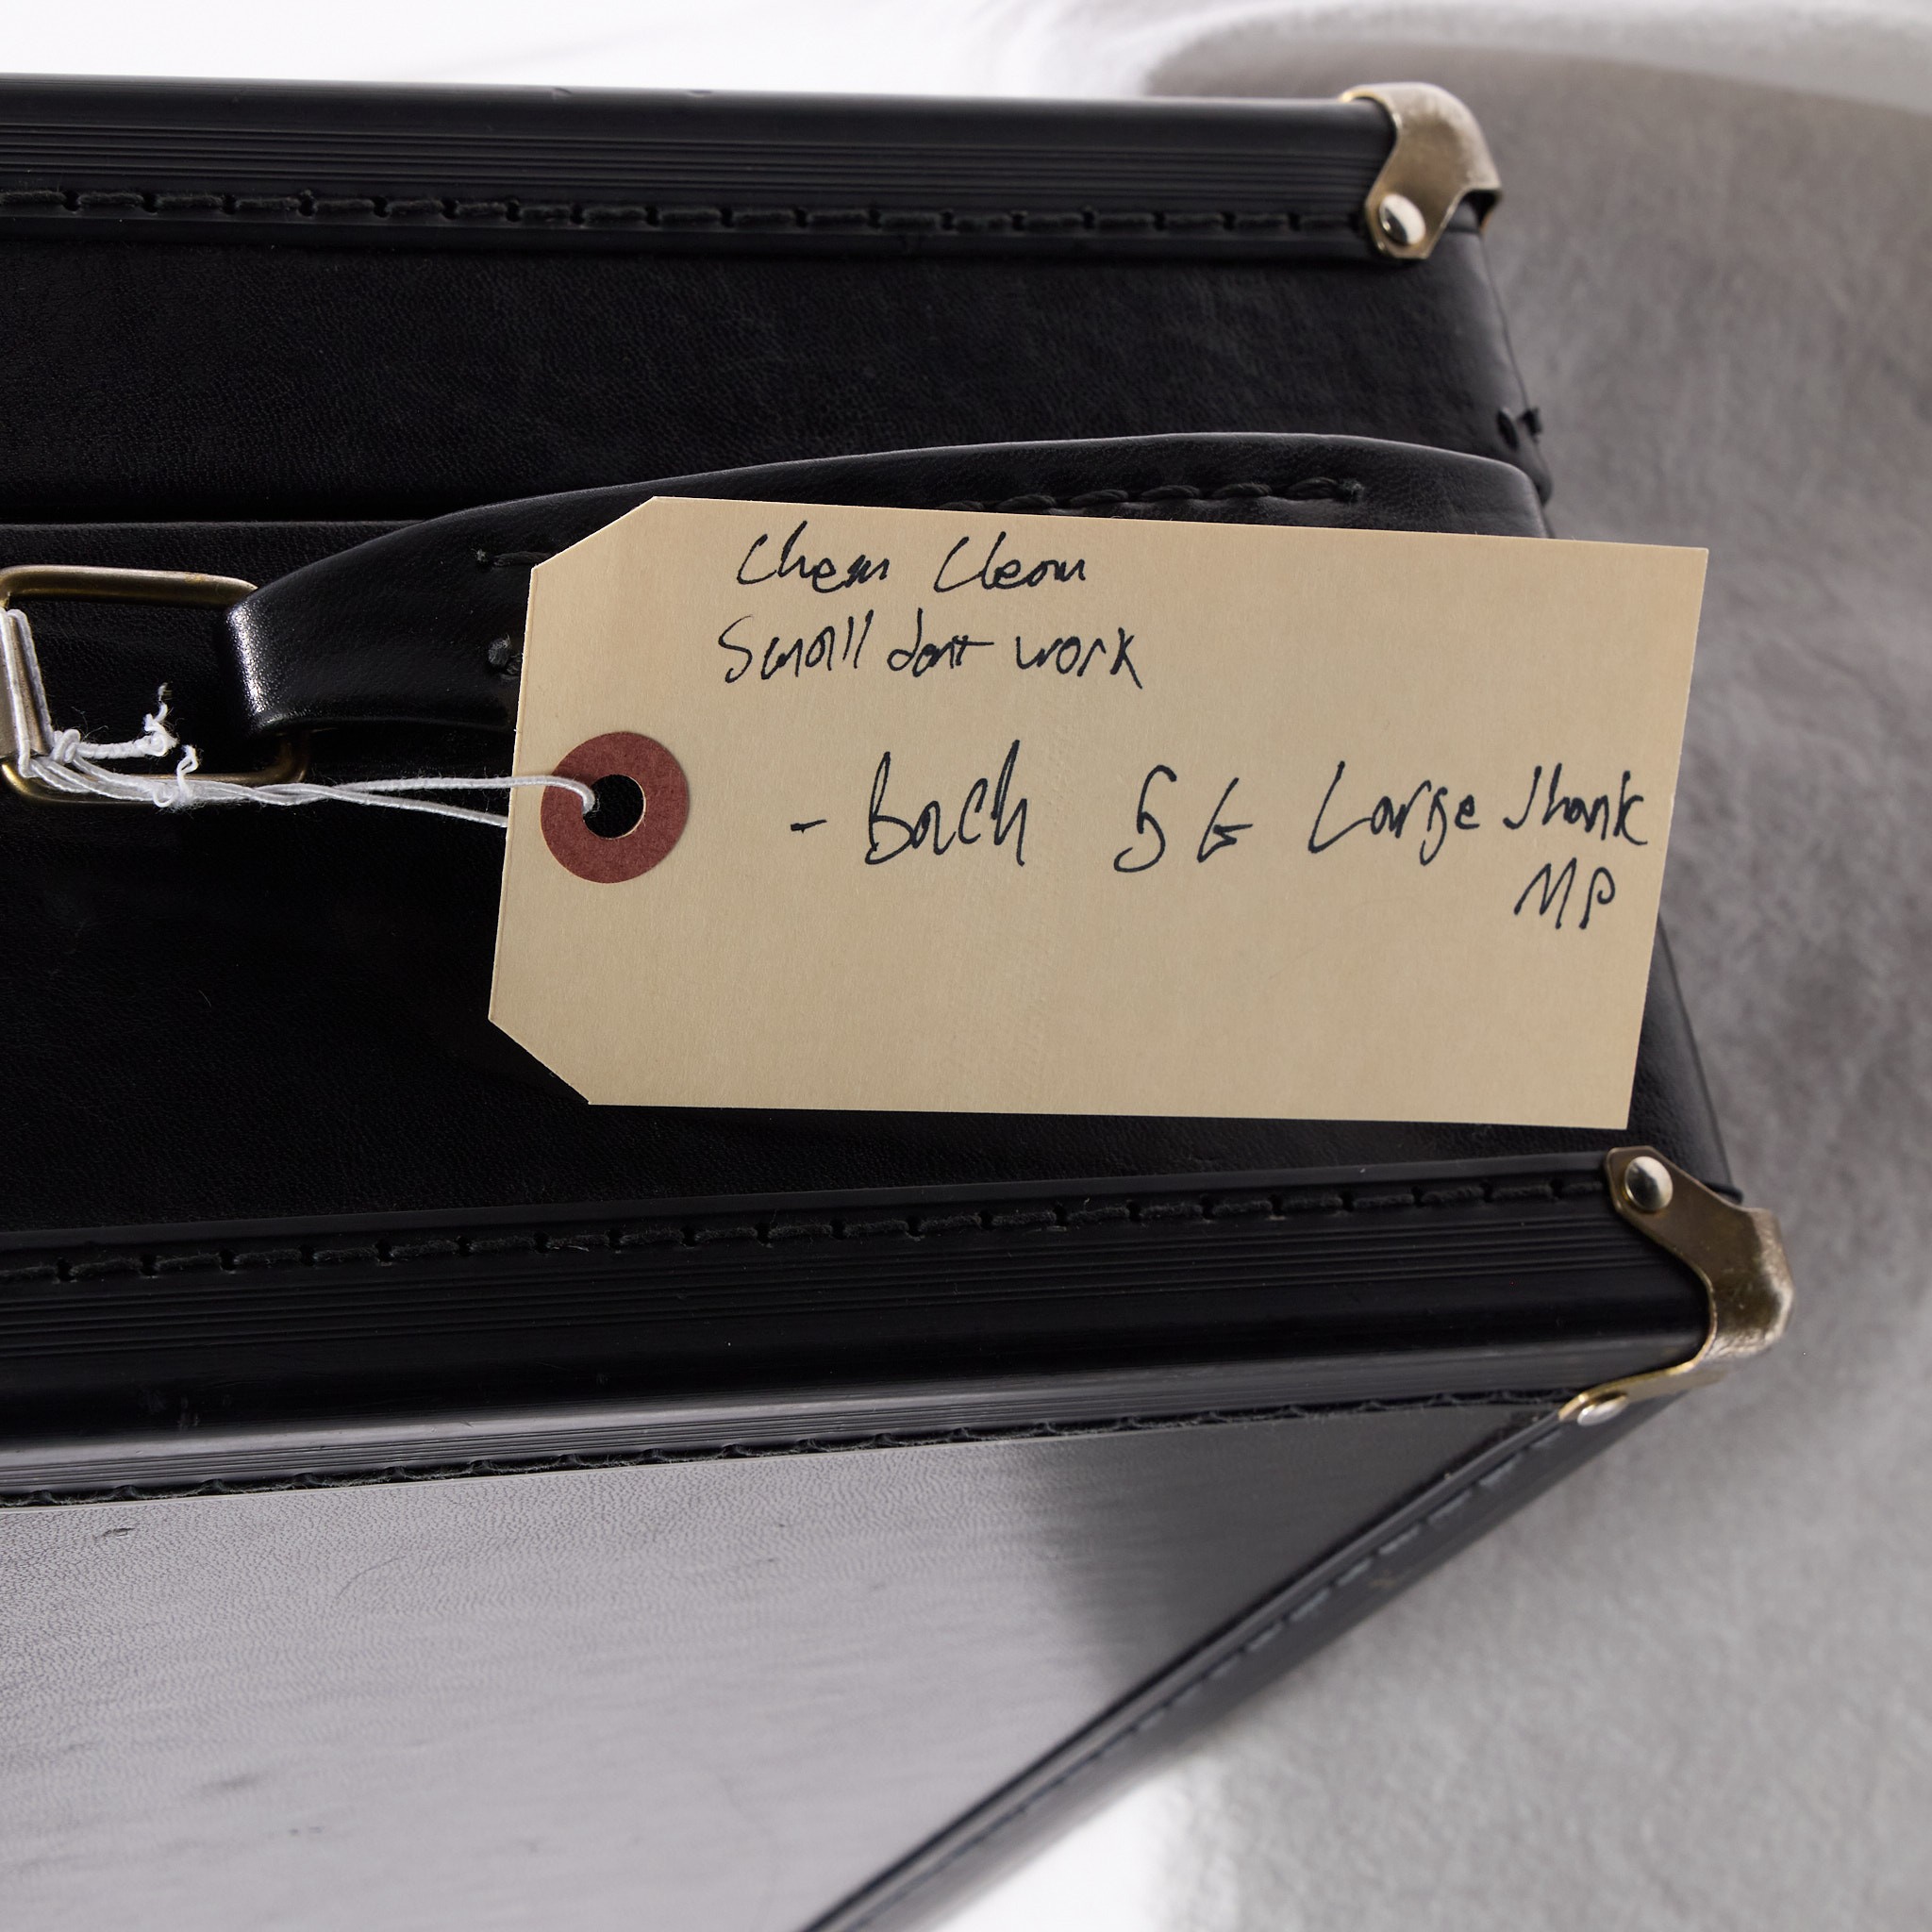 Chem Clean
Small dent work
- Bach 5G Large Shank
MP